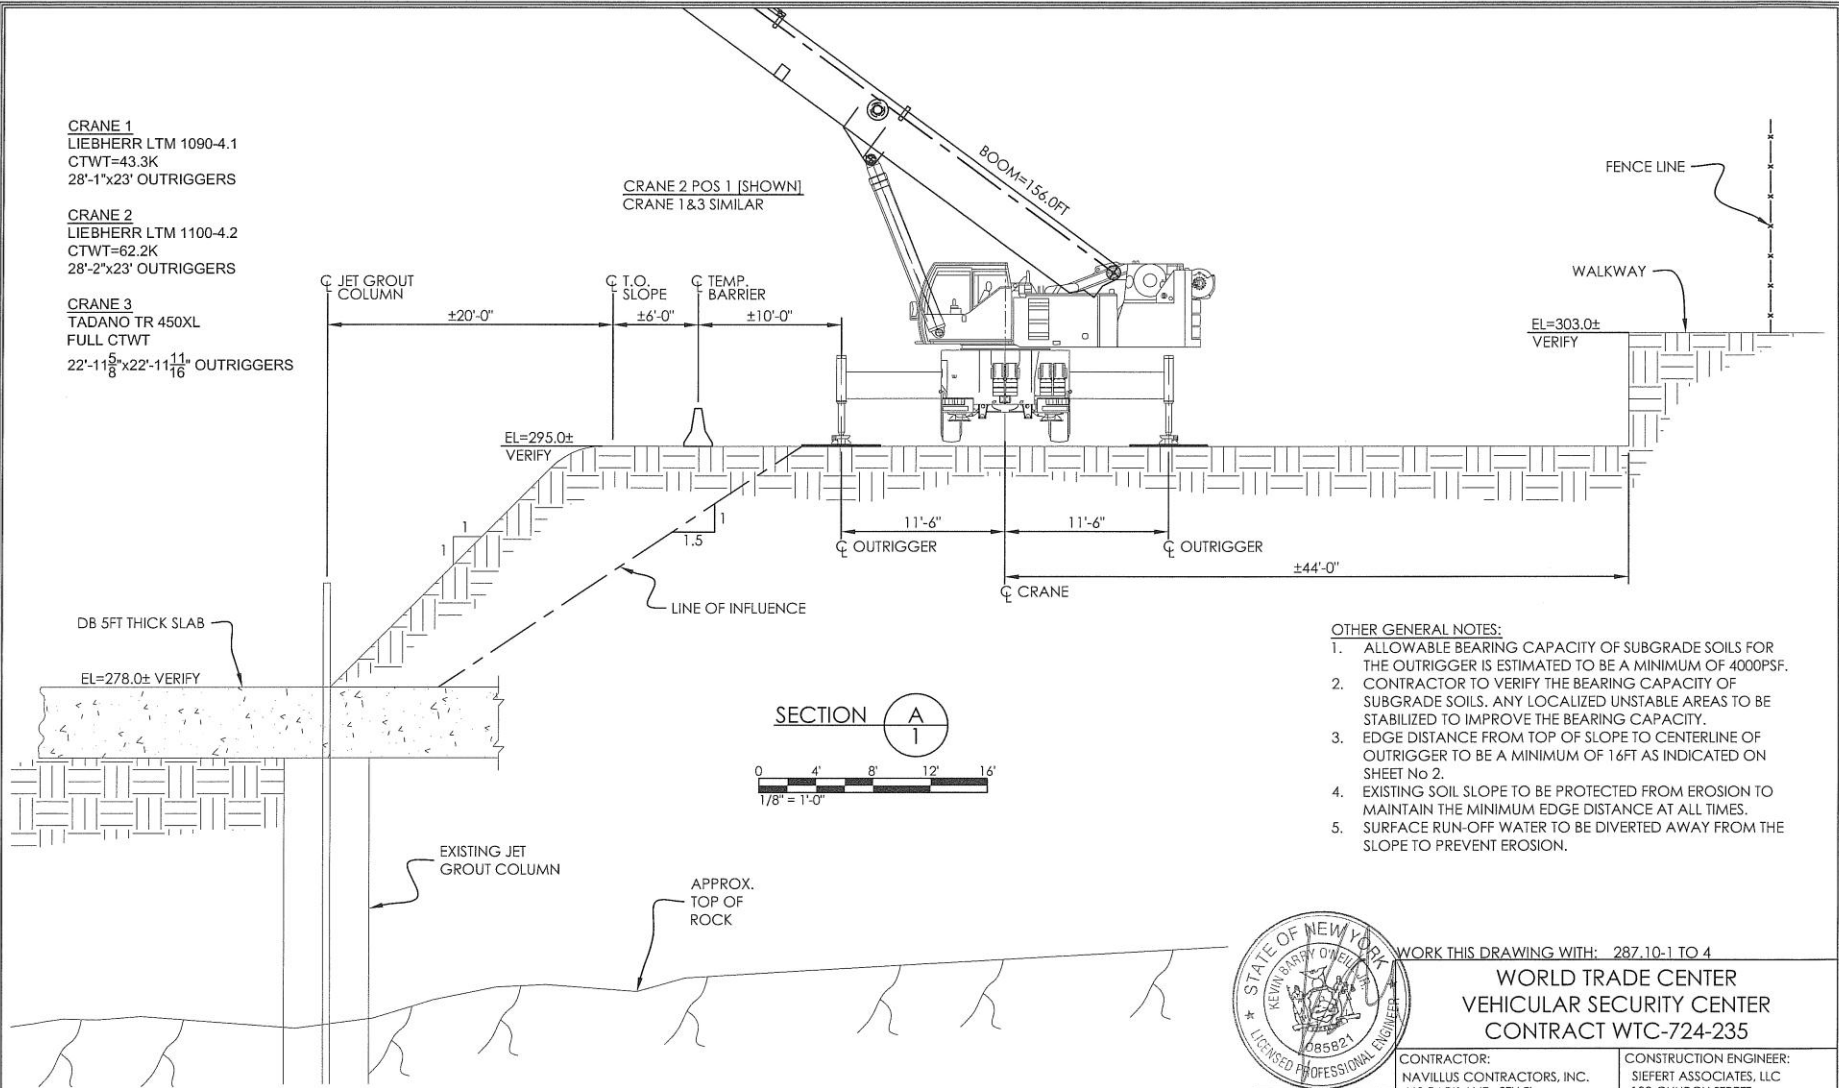 CRANE 1
LIEBHERR LTM 1090-4.1
CTWT=43.3K
28'-1"x23' OUTRIGGERS
CRANE 2
LIEBHERR LTM 1100-4.2
CTWT=62.2K
28'-2"x23' OUTRIGGERS
CRANE 3
TADANO TR 450XL
FULL CTWT
22'-11 5/8"x22'-11 11/16" OUTRIGGERS
CRANE 2 POS 1 [SHOWN]
CRANE 1&3 SIMILAR
BOOM=156.0FT
FENCE LINE
WALKWAY
EL=303.0±
VERIFY
℄ JET GROUT
COLUMN
℄ T.O.
SLOPE
℄ TEMP.
BARRIER
±20'-0"
±6'-0"
±10'-0"
EL=295.0±
VERIFY
1
1
1
1.5
11'-6"
11'-6"
℄ OUTRIGGER
℄ OUTRIGGER
±44'-0"
℄ CRANE
LINE OF INFLUENCE
DB 5FT THICK SLAB
EL=278.0± VERIFY
SECTION
A
1
0 4' 8' 12' 16'
1/8" = 1'-0"
EXISTING JET
GROUT COLUMN
APPROX.
TOP OF
ROCK
OTHER GENERAL NOTES:
1. ALLOWABLE BEARING CAPACITY OF SUBGRADE SOILS FOR
THE OUTRIGGER IS ESTIMATED TO BE A MINIMUM OF 4000PSF.
2. CONTRACTOR TO VERIFY THE BEARING CAPACITY OF
SUBGRADE SOILS. ANY LOCALIZED UNSTABLE AREAS TO BE
STABILIZED TO IMPROVE THE BEARING CAPACITY.
3. EDGE DISTANCE FROM TOP OF SLOPE TO CENTERLINE OF
OUTRIGGER TO BE A MINIMUM OF 16FT AS INDICATED ON
SHEET No 2.
4. EXISTING SOIL SLOPE TO BE PROTECTED FROM EROSION TO
MAINTAIN THE MINIMUM EDGE DISTANCE AT ALL TIMES.
5. SURFACE RUN-OFF WATER TO BE DIVERTED AWAY FROM THE
SLOPE TO PREVENT EROSION.
STATE OF NEW YORK
KEVIN BARRY O'NEILL JR.
085821
LICENSED PROFESSIONAL ENGINEER
WORK THIS DRAWING WITH: 287.10-1 TO 4
WORLD TRADE CENTER
VEHICULAR SECURITY CENTER
CONTRACT WTC-724-235
CONTRACTOR:
NAVILLUS CONTRACTORS, INC.
CONSTRUCTION ENGINEER:
SIEFERT ASSOCIATES, LLC